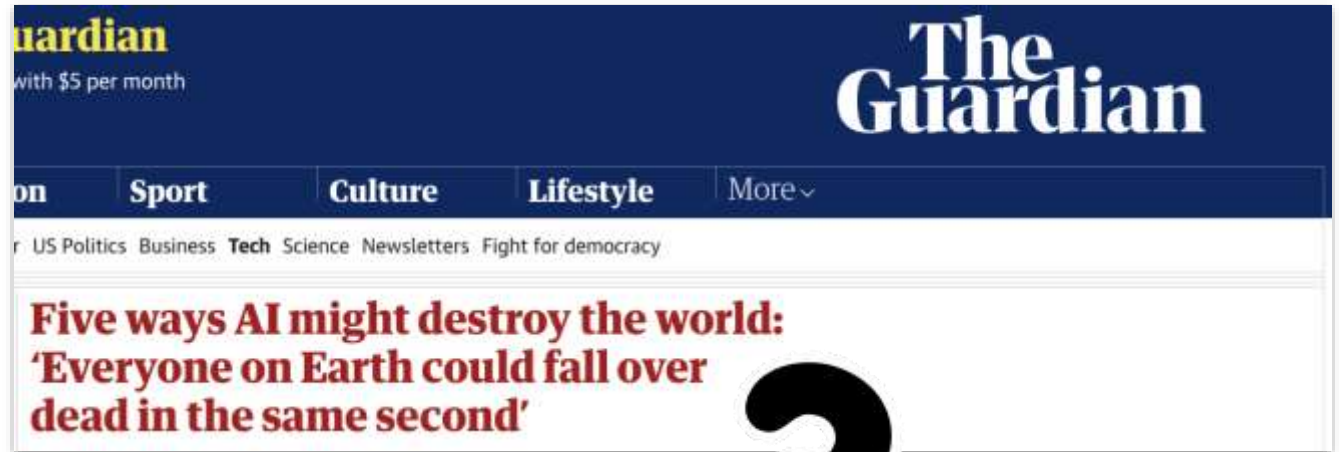 uardian
with $5 per month
The
Guardian
on Sport Culture Lifestyle More
r US Politics Business Tech Science Newsletters Fight for democracy
Five ways AI might destroy the world:
‘Everyone on Earth could fall over
dead in the same second’